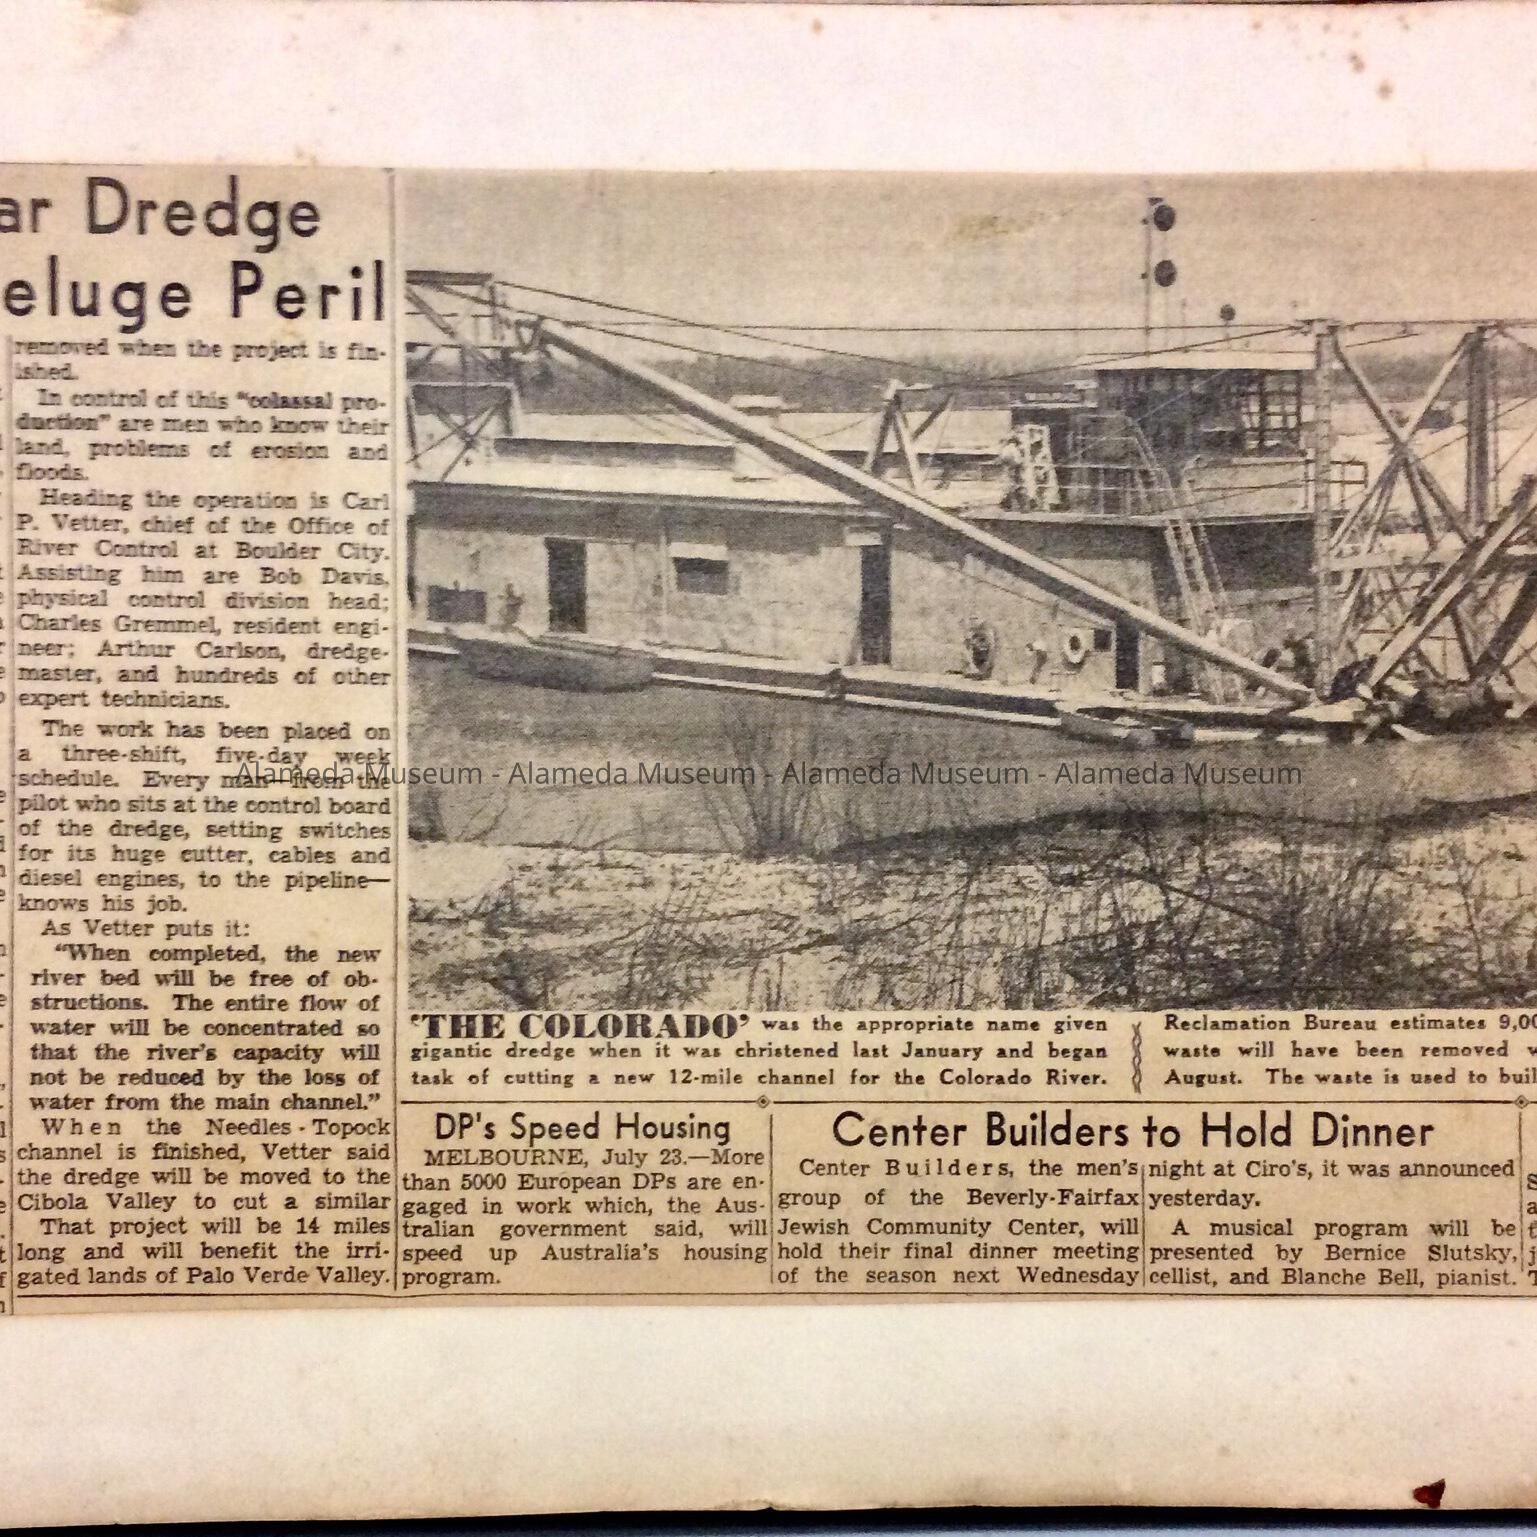 ar Dredge
eluge Peril
removed when the project is fin-
ished.
In control of this "colassal pro-
duction" are men who know their
land, problems of erosion and
floods.
Heading the operation is Carl
P. Vetter, chief of the Office of
River Control at Boulder City.
Assisting him are Bob Davis,
physical control division head;
Charles Gremmel, resident engi-
neer; Arthur Carlson, dredge-
master, and hundreds of other
expert technicians.
The work has been placed on
a three-shift, five-day week
schedule. Every man—from the
pilot who sits at the control board
of the dredge, setting switches
for its huge cutter, cables and
diesel engines, to the pipeline—
knows his job.
As Vetter puts it:
"When completed, the new
river bed will be free of ob-
structions. The entire flow of
water will be concentrated so
that the river's capacity will
not be reduced by the loss of
water from the main channel."
When the Needles-Topock
channel is finished, Vetter said
the dredge will be moved to the
Cibola Valley to cut a similar
That project will be 14 miles
long and will benefit the irri-
gated lands of Palo Verde Valley.
'THE COLORADO' was the appropriate name given
gigantic dredge when it was christened last January and began
task of cutting a new 12-mile channel for the Colorado River.
Reclamation Bureau estimates 9,00
waste will have been removed w
August. The waste is used to buil
DP's Speed Housing
MELBOURNE, July 23.—More
than 5000 European DPs are en-
gaged in work which, the Aus-
tralian government said, will
speed up Australia's housing
program.
Center Builders to Hold Dinner
Center Builders, the men's
group of the Beverly-Fairfax
Jewish Community Center, will
hold their final dinner meeting
of the season next Wednesday
night at Ciro's, it was announced
yesterday.
A musical program will be
presented by Bernice Slutsky,
cellist, and Blanche Bell, pianist.
Alameda Museum - Alameda Museum - Alameda Museum - Alameda Museum